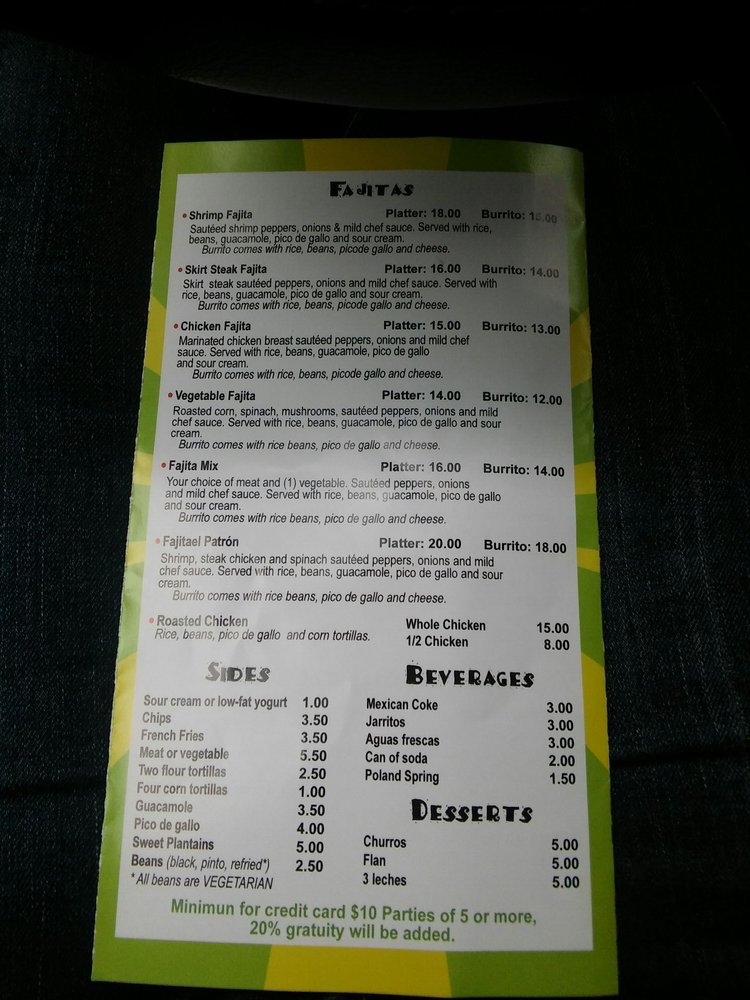 FAJITAS
• Shrimp Fajita Platter: 18.00 Burrito: 15.00
Sautéed shrimp peppers, onions & mild chef sauce. Served with rice,
beans, guacamole, pico de gallo and sour cream.
Burrito comes with rice, beans, picode gallo and cheese.
• Skirt Steak Fajita Platter: 16.00 Burrito: 14.00
Skirt steak sautéed peppers, onions and mild chef sauce. Served with
rice, beans, guacamole, pico de gallo and sour cream.
Burrito comes with rice, beans, picode gallo and cheese.
• Chicken Fajita Platter: 15.00 Burrito: 13.00
Marinated chicken breast sautéed peppers, onions and mild chef
sauce. Served with rice, beans, guacamole, pico de gallo
and sour cream.
Burrito comes with rice, beans, picode gallo and cheese.
• Vegetable Fajita Platter: 14.00 Burrito: 12.00
Roasted corn, spinach, mushrooms, sautéed peppers, onions and mild
chef sauce. Served with rice, beans, guacamole, pico de gallo and sour
cream.
Burrito comes with rice beans, pico de gallo and cheese.
• Fajita Mix Platter: 16.00 Burrito: 14.00
Your choice of meat and (1) vegetable. Sautéed peppers, onions
and mild chef sauce. Served with rice, beans, guacamole, pico de gallo
and sour cream.
Burrito comes with rice beans, pico de gallo and cheese.
• Fajitael Patrón Platter: 20.00 Burrito: 18.00
Shrimp, steak chicken and spinach sautéed peppers, onions and mild
chef sauce. Served with rice, beans, guacamole, pico de gallo and sour
cream.
Burrito comes with rice beans, pico de gallo and cheese.
• Roasted Chicken Whole Chicken 15.00
Rice, beans, pico de gallo and corn tortillas. 1/2 Chicken 8.00
SIDES
Sour cream or low-fat yogurt 1.00
Chips 3.50
French Fries 3.50
Meat or vegetable 5.50
Two flour tortillas 2.50
Four corn tortillas 1.00
Guacamole 3.50
Pico de gallo 4.00
Sweet Plantains 5.00
Beans (black, pinto, refried*) 2.50
* All beans are VEGETARIAN
BEVERAGES
Mexican Coke 3.00
Jarritos 3.00
Aguas frescas 3.00
Can of soda 2.00
Poland Spring 1.50
DESSERTS
Churros 5.00
Flan 5.00
3 leches 5.00
Minimun for credit card $10 Parties of 5 or more,
20% gratuity will be added.